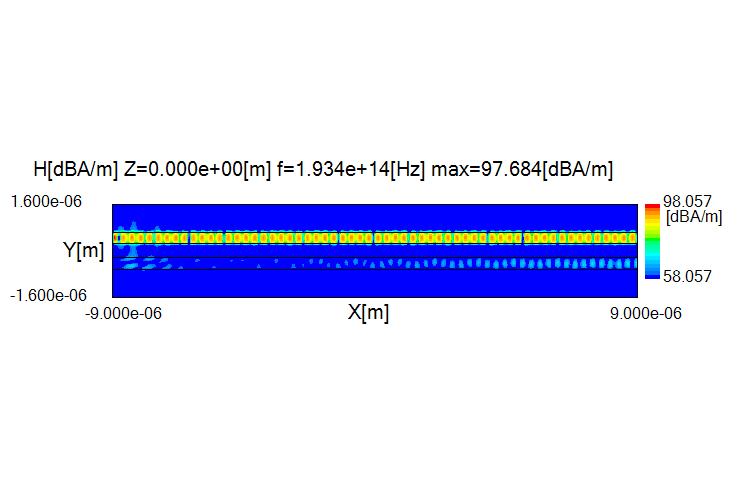 H[dBA/m] Z=0.000e+00[m] f=1.934e+14[Hz] max=97.684[dBA/m]
1.600e-06
98.057
[dBA/m]
Y[m]
58.057
-1.600e-06
-9.000e-06
X[m]
9.000e-06